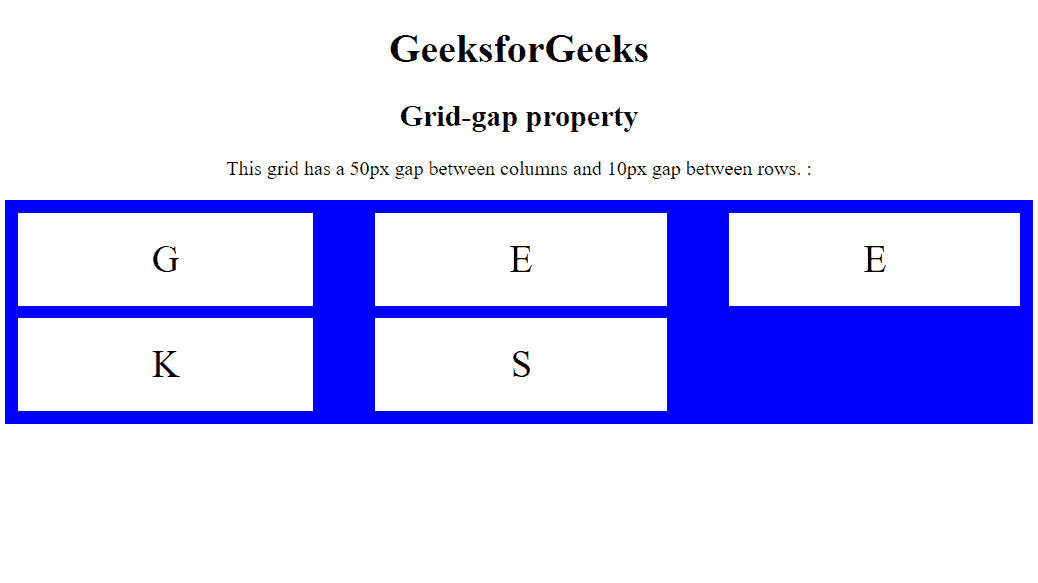 GeeksforGeeks
Grid-gap property
This grid has a 50px gap between columns and 10px gap between rows. :
G E E
K S